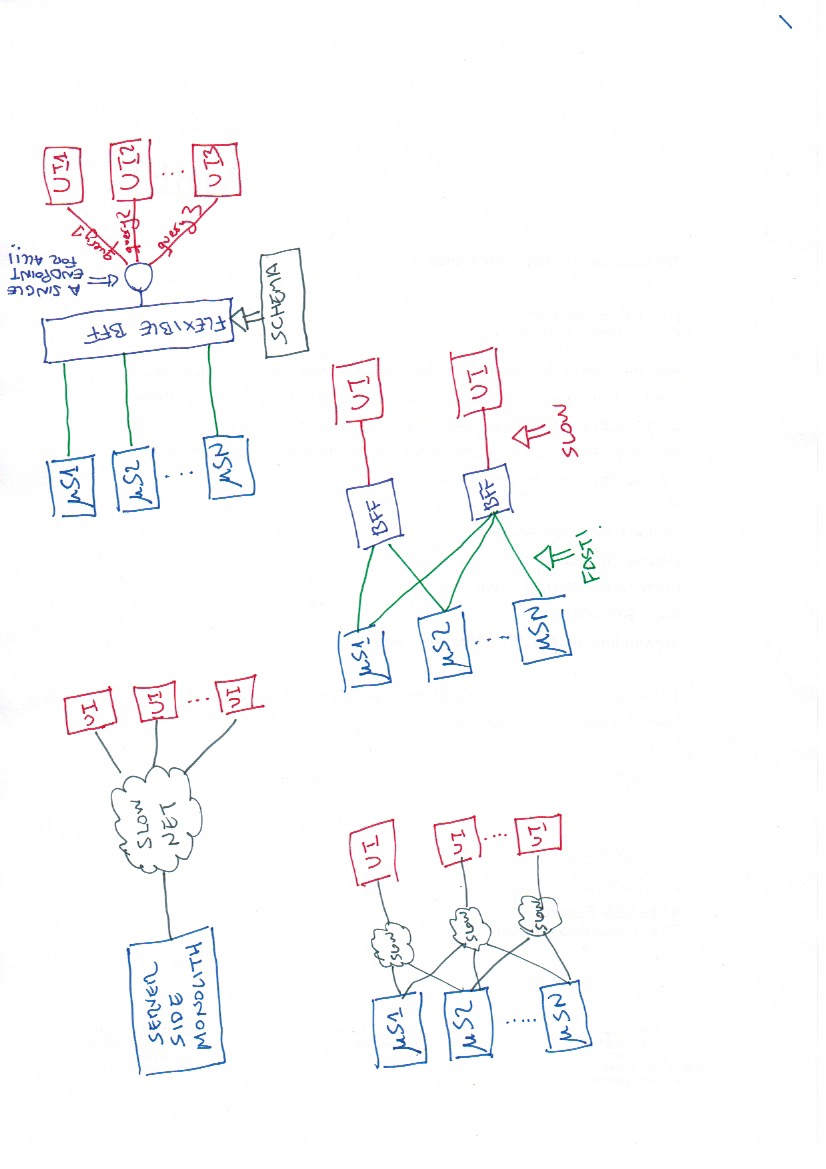 UI1
UI2
...
UI3
query1
query2
query3
A SINGLE
ENDPOINT
FOR ALL!!
FLEXIBLE BFF
SCHEMA
μS1
μS2
...
μSN
UI
UI
SLOW
BFF
BFF
FAST!
μS1
μS2
...
μSN
UI
UI
...
UI
SLOW
NET
SERVER
SIDE
MONOLITH
UI
UI
....
UI
SLOW
SLOW
SLOW
μS1
μS2
.....
μSN